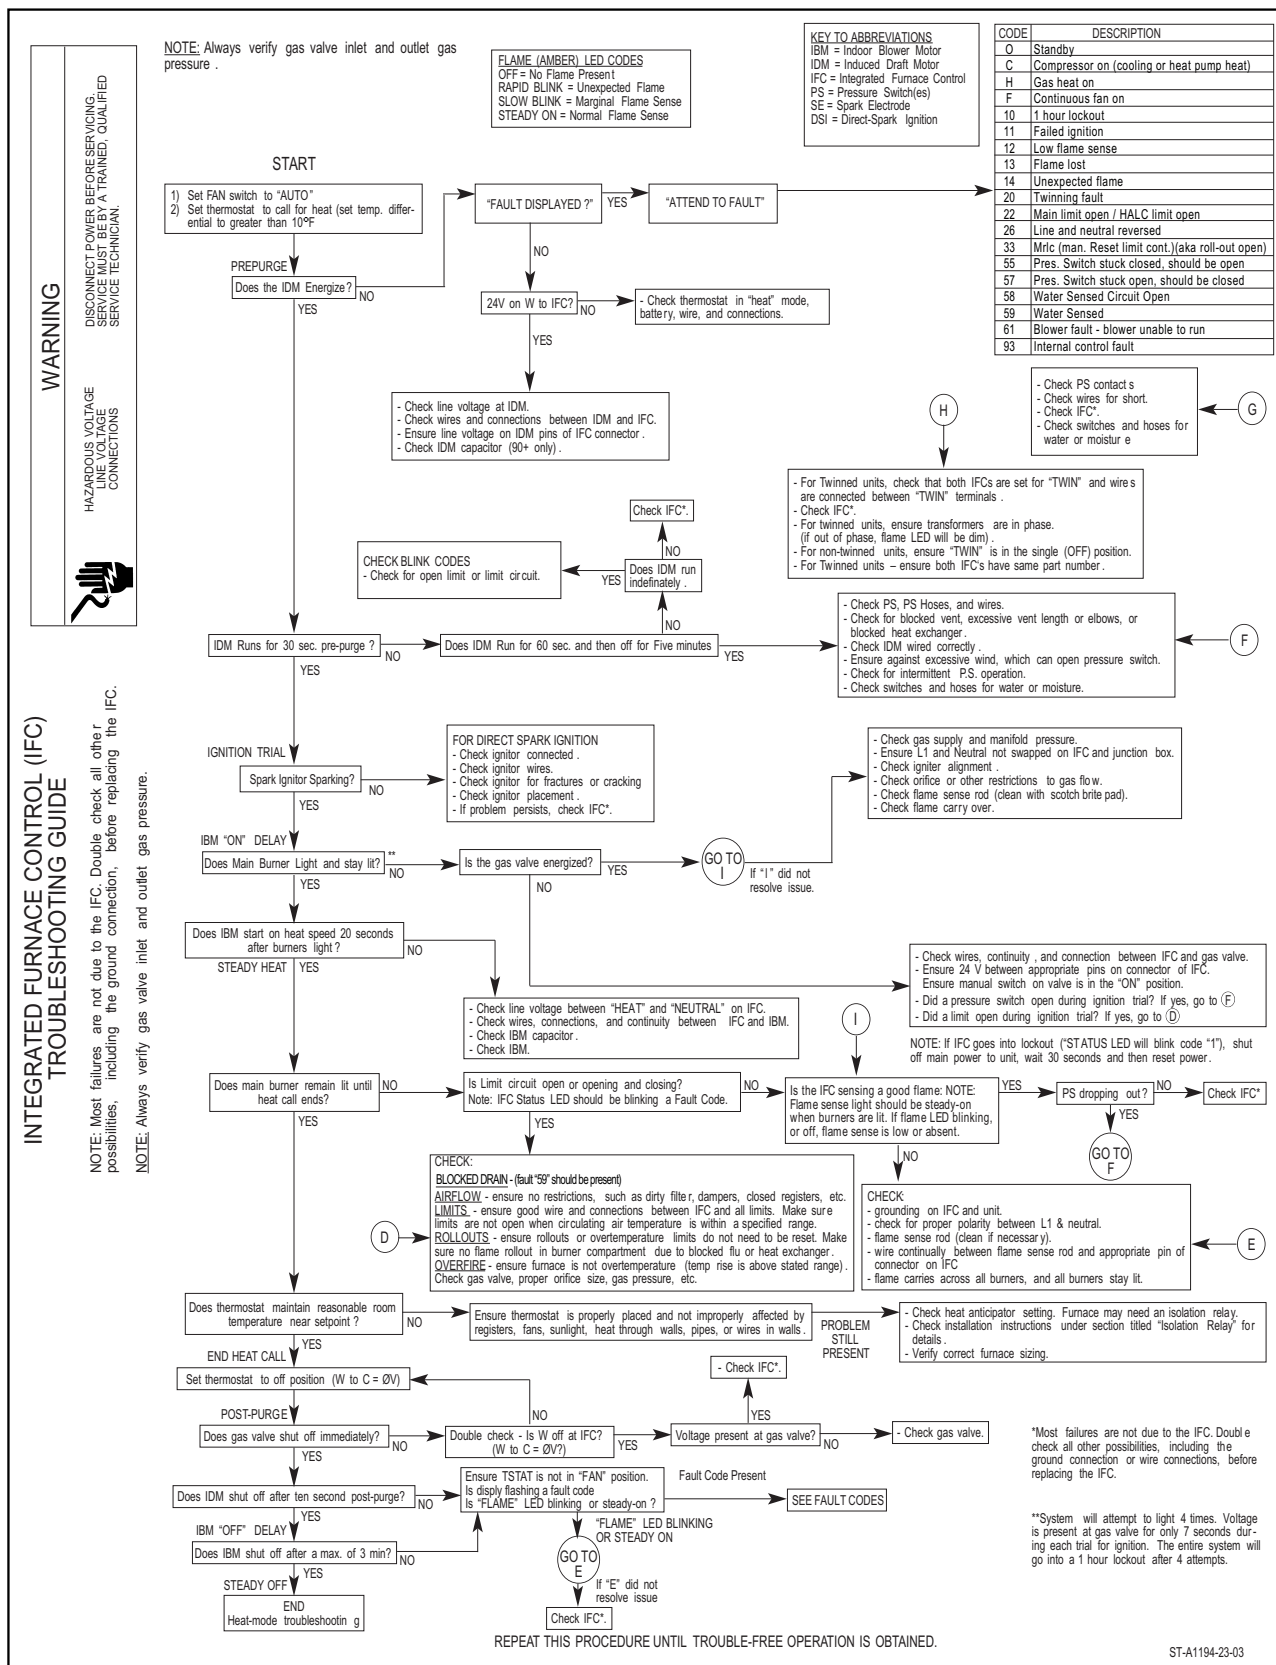 INTEGRATED FURNACE CONTROL (IFC)
TROUBLESHOOTING GUIDE
NOTE: Most failures are not due to the IFC. Double check all othe r
possibilities, including the ground connection, before replacing the IFC.
NOTE: Always verify gas valve inlet and outlet gas pressure.
WARNING
HAZARDOUS VOLTAGE
LINE VOLTAGE
CONNECTIONS
DISCONNECT POWER BEFORE SERVICING.
SERVICE MUST BE BY A TRAINED, QUALIFIED
SERVICE TECHNICIAN.
NOTE: Always verify gas valve inlet and outlet gas
pressure .
FLAME (AMBER) LED CODES
OFF = No Flame Present
RAPID BLINK = Unexpected Flame
SLOW BLINK = Marginal Flame Sense
STEADY ON = Normal Flame Sense
KEY TO ABBREVIATIONS
IBM = Indoor Blower Motor
IDM = Induced Draft Motor
IFC = Integrated Furnace Control
PS = Pressure Switch(es)
SE = Spark Electrode
DSI = Direct-Spark Ignition
CODE DESCRIPTION
O Standby
C Compressor on (cooling or heat pump heat)
H Gas heat on
F Continuous fan on
10 1 hour lockout
11 Failed ignition
12 Low flame sense
13 Flame lost
14 Unexpected flame
20 Twinning fault
22 Main limit open / HALC limit open
26 Line and neutral reversed
33 Mrlc (man. Reset limit cont.)(aka roll-out open)
55 Pres. Switch stuck closed, should be open
57 Pres. Switch stuck open, should be closed
58 Water Sensed Circuit Open
59 Water Sensed
61 Blower fault - blower unable to run
93 Internal control fault
START
1) Set FAN switch to “AUTO”
2) Set thermostat to call for heat (set temp. differ-
ential to greater than 10°F
“FAULT DISPLAYED ?”
YES
“ATTEND TO FAULT”
NO
PREPURGE
Does the IDM Energize?
NO
YES
24V on W to IFC?
NO
- Check thermostat in “heat” mode,
battery, wire, and connections.
YES
- Check line voltage at IDM.
- Check wires and connections between IDM and IFC.
- Ensure line voltage on IDM pins of IFC connector .
- Check IDM capacitor (90+ only) .
- Check PS contact s
- Check wires for short.
- Check IFC*.
- Check switches and hoses for
water or moistur e
G
H
- For Twinned units, check that both IFCs are set for “TWIN” and wire s
are connected between “TWIN” terminals .
- Check IFC*.
- For twinned units, ensure transformers are in phase.
(if out of phase, flame LED will be dim) .
- For non-twinned units, ensure “TWIN” is in the single (OFF) position.
- For Twinned units – ensure both IFC's have same part number .
Check IFC*.
NO
CHECK BLINK CODES
- Check for open limit or limit circuit.
YES
Does IDM run
indefinately .
NO
IDM Runs for 30 sec. pre-purge ?
NO
YES
Does IDM Run for 60 sec. and then off for Five minutes
YES
- Check PS, PS Hoses, and wires.
- Check for blocked vent, excessive vent length or elbows, or
blocked heat exchanger .
- Check IDM wired correctly .
- Ensure against excessive wind, which can open pressure switch.
- Check for intermittent P.S. operation.
- Check switches and hoses for water or moisture.
F
IGNITION TRIAL
Spark Ignitor Sparking?
NO
YES
FOR DIRECT SPARK IGNITION
- Check ignitor connected .
- Check ignitor wires.
- Check ignitor for fractures or cracking
- Check ignitor placement .
- If problem persists, check IFC*.
- Check gas supply and manifold pressure.
- Ensure L1 and Neutral not swapped on IFC and junction box.
- Check igniter alignment .
- Check orifice or other restrictions to gas flow.
- Check flame sense rod (clean with scotch brite pad).
- Check flame carry over.
IBM “ON” DELAY
Does Main Burner Light and stay lit?
**
NO
YES
Is the gas valve energized?
YES
NO
GO TO
I
If “I” did not
resolve issue.
Does IBM start on heat speed 20 seconds
after burners light ?
NO
STEADY HEAT
YES
- Check line voltage between “HEAT” and “NEUTRAL” on IFC.
- Check wires, connections, and continuity between IFC and IBM.
- Check IBM capacitor .
- Check IBM.
- Check wires, continuity , and connection between IFC and gas valve.
- Ensure 24 V between appropriate pins on connector of IFC.
Ensure manual switch on valve is in the “ON” position.
- Did a pressure switch open during ignition trial? If yes, go to F
- Did a limit open during ignition trial? If yes, go to D
NOTE: If IFC goes into lockout (“STATUS LED will blink code “1”), shut
off main power to unit, wait 30 seconds and then reset power .
I
Does main burner remain lit until
heat call ends?
NO
YES
Is Limit circuit open or opening and closing?
Note: IFC Status LED should be blinking a Fault Code.
NO
YES
Is the IFC sensing a good flame: NOTE:
Flame sense light should be steady-on
when burners are lit. If flame LED blinking,
or off, flame sense is low or absent.
YES
NO
PS dropping out?
NO
Check IFC*
YES
GO TO
F
CHECK:
BLOCKED DRAIN - (fault “59” should be present)
AIRFLOW - ensure no restrictions, such as dirty filte r, dampers, closed registers, etc.
LIMITS - ensure good wire and connections between IFC and all limits. Make sur e
limits are not open when circulating air temperature is within a specified range.
ROLLOUTS - ensure rollouts or overtemperature limits do not need to be reset. Make
sure no flame rollout in burner compartment due to blocked flu or heat exchanger .
OVERFIRE - ensure furnace is not overtemperature (temp rise is above stated range) .
Check gas valve, proper orifice size, gas pressure, etc.
D
CHECK:
- grounding on IFC and unit.
- check for proper polarity between L1 & neutral.
- flame sense rod (clean if necessary).
- wire continually between flame sense rod and appropriate pin of
connector on IFC
- flame carries across all burners, and all burners stay lit.
E
Does thermostat maintain reasonable room
temperature near setpoint ?
NO
YES
Ensure thermostat is properly placed and not improperly affected by
registers, fans, sunlight, heat through walls, pipes, or wires in walls .
PROBLEM
STILL
PRESENT
- Check heat anticipator setting. Furnace may need an isolation relay.
- Check installation instructions under section titled “Isolation Relay” for
details .
- Verify correct furnace sizing.
END HEAT CALL
Set thermostat to off position (W to C = ØV)
- Check IFC*.
POST-PURGE
NO
YES
Does gas valve shut off immediately?
NO
YES
Double check - Is W off at IFC?
(W to C = ØV?)
YES
Voltage present at gas valve?
NO
- Check gas valve.
*Most failures are not due to the IFC. Doubl e
check all other possibilities, including the
ground connection or wire connections, before
replacing the IFC.
Does IDM shut off after ten second post-purge?
NO
YES
Ensure TSTAT is not in “FAN” position.
Is disply flashing a fault code
Is “FLAME” LED blinking or steady-on ?
Fault Code Present
SEE FAULT CODES
“FLAME” LED BLINKING
OR STEADY ON
**System will attempt to light 4 times. Voltage
is present at gas valve for only 7 seconds dur-
ing each trial for ignition. The entire system will
go into a 1 hour lockout after 4 attempts.
IBM “OFF” DELAY
Does IBM shut off after a max. of 3 min?
NO
YES
GO TO
E
If “E” did not
resolve issue
Check IFC*.
STEADY OFF
END
Heat-mode troubleshootin g
REPEAT THIS PROCEDURE UNTIL TROUBLE-FREE OPERATION IS OBTAINED.
ST-A1194-23-03